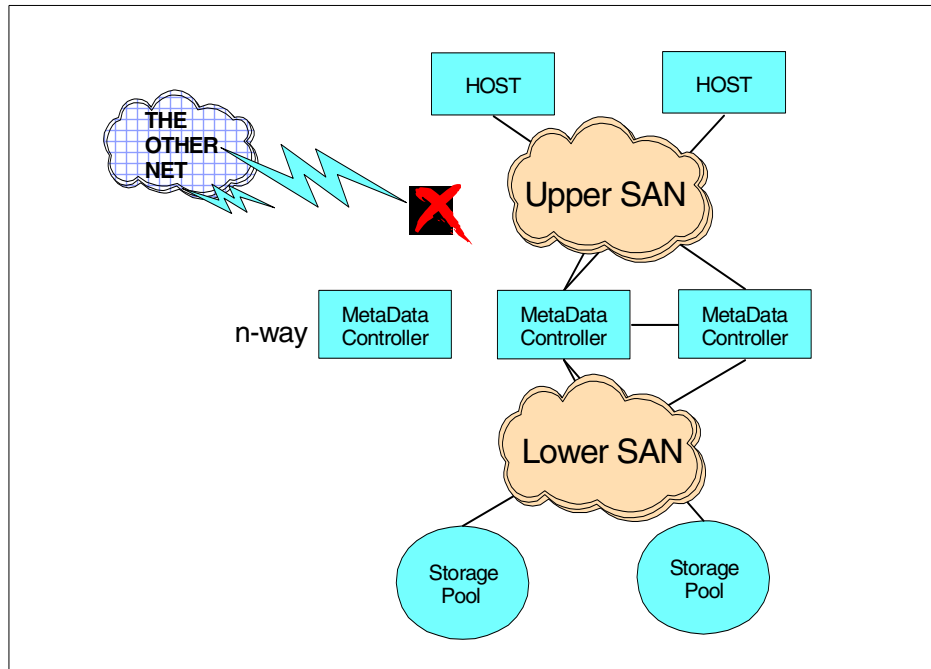 HOST
HOST
THE
OTHER
NET
Upper SAN
n-way
MetaData
Controller
MetaData
Controller
MetaData
Controller
Lower SAN
Storage
Pool
Storage
Pool